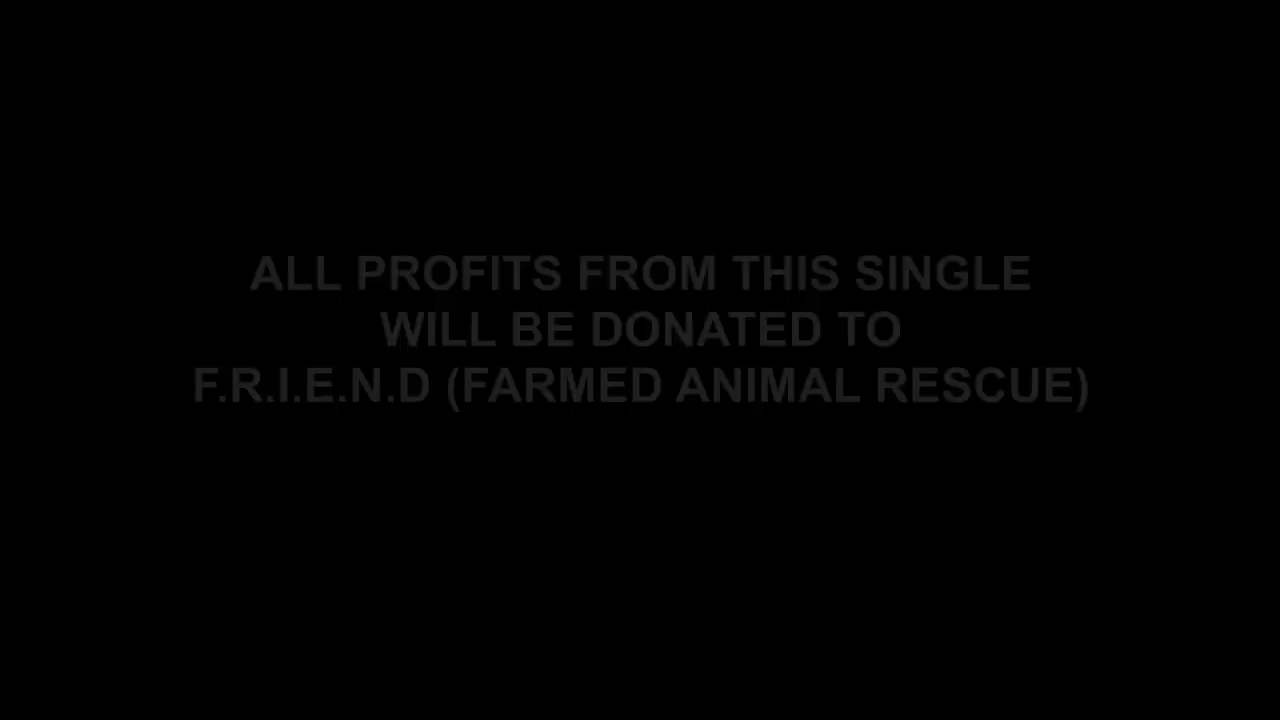 ALL PROFITS FROM THIS SINGLE
WILL BE DONATED TO
F.R.I.E.N.D (FARMED ANIMAL RESCUE)